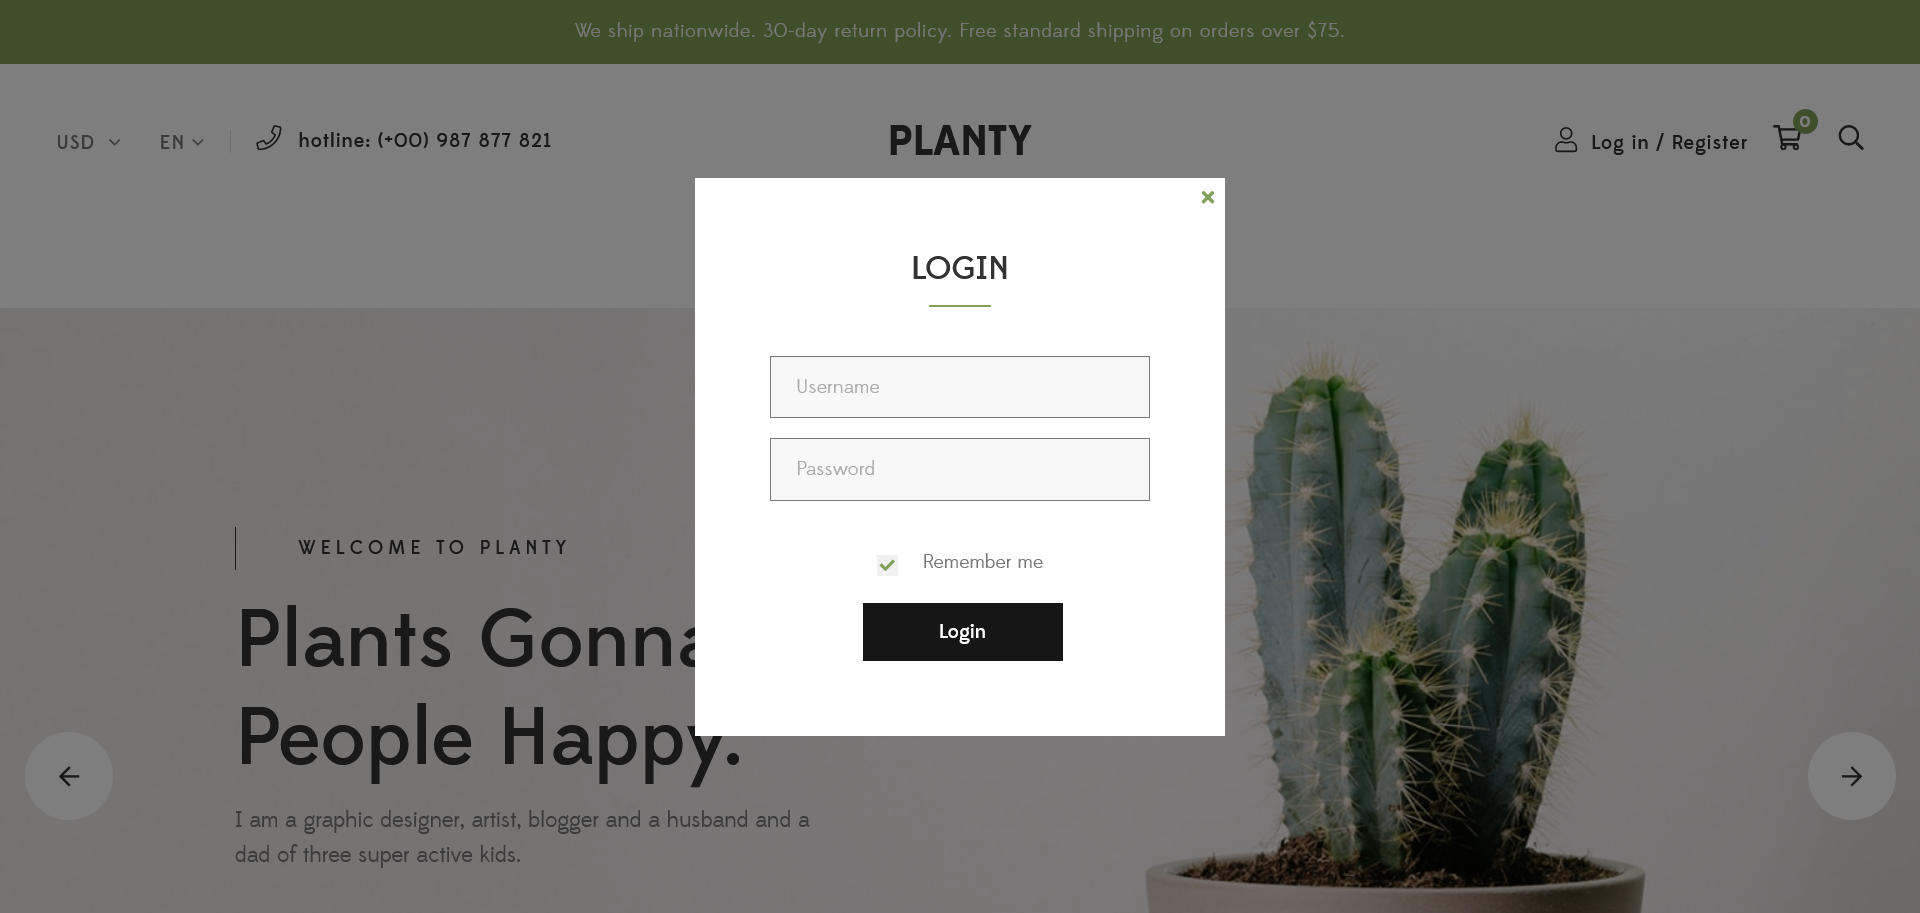 We ship nationwide. 30-day return policy. Free standard shipping on orders over $75.
USD
EN
hotline: (+00) 987 877 821
PLANTY
Log in / Register
0
LOGIN
Username
Password
Remember me
Login
WELCOME TO PLANTY
Plants Gonna
People Happy.
I am a graphic designer, artist, blogger and a husband and a
dad of three super active kids.